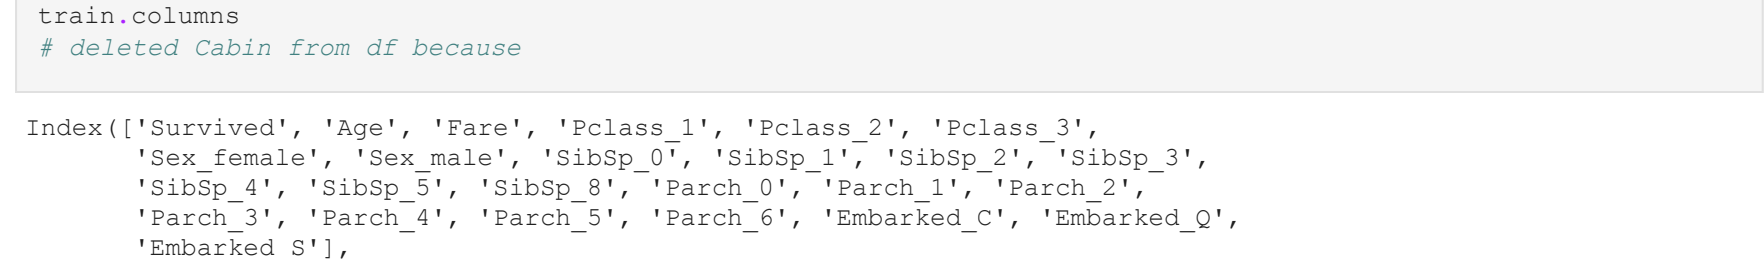 train.columns
# deleted Cabin from df because
Index(['Survived', 'Age', 'Fare', 'Pclass_1', 'Pclass_2', 'Pclass_3',
'Sex_female', 'Sex_male', 'SibSp_0', 'SibSp_1', 'SibSp_2', 'SibSp_3',
'SibSp_4', 'SibSp_5', 'SibSp_8', 'Parch_0', 'Parch_1', 'Parch_2',
'Parch_3', 'Parch_4', 'Parch_5', 'Parch_6', 'Embarked_C', 'Embarked_Q',
'Embarked S'],